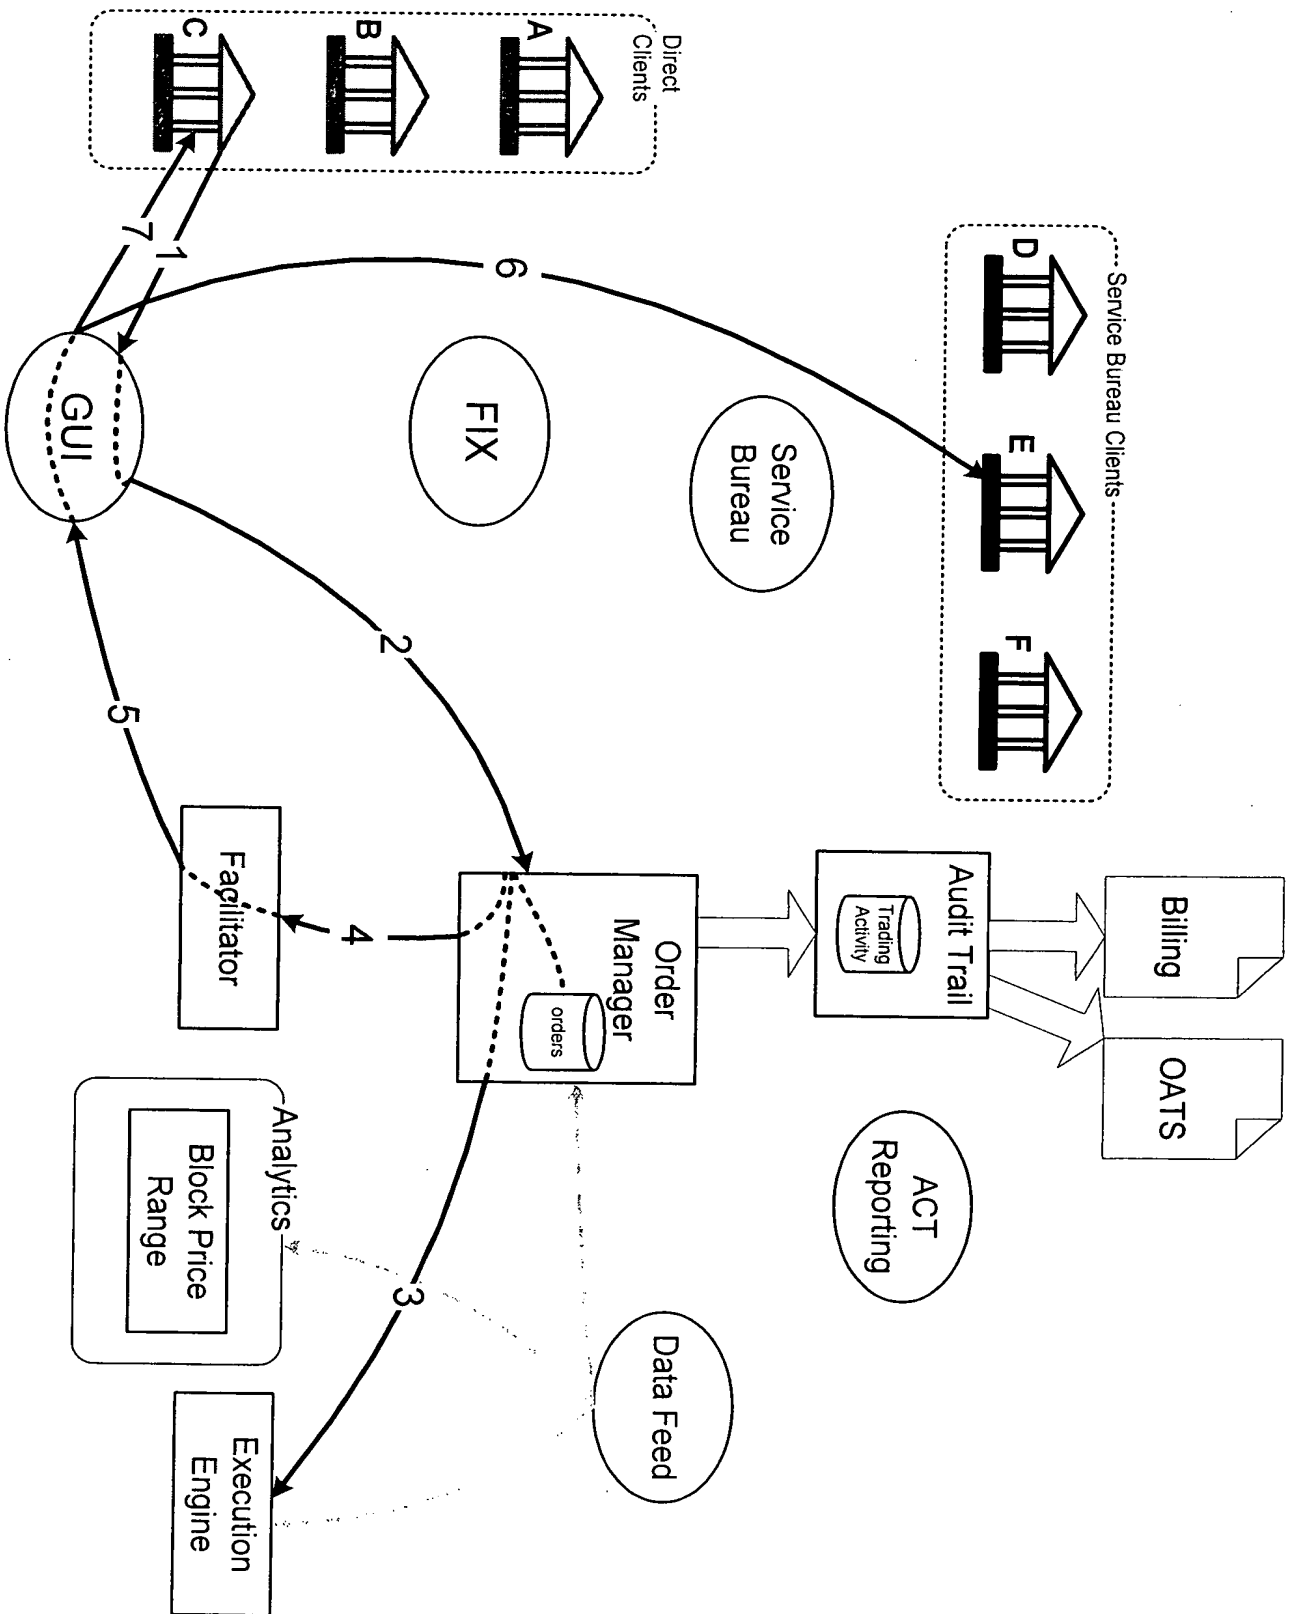 Billing
OATS
Service Bureau Clients
D
E
F
Audit Trail
Trading
Activity
ACT
Reporting
Service
Bureau
Direct
Clients
A
B
C
Order
Manager
orders
Data Feed
FIX
6
2
3
4
1
7
5
GUI
Facilitator
Analytics
Block Price
Range
Execution
Engine